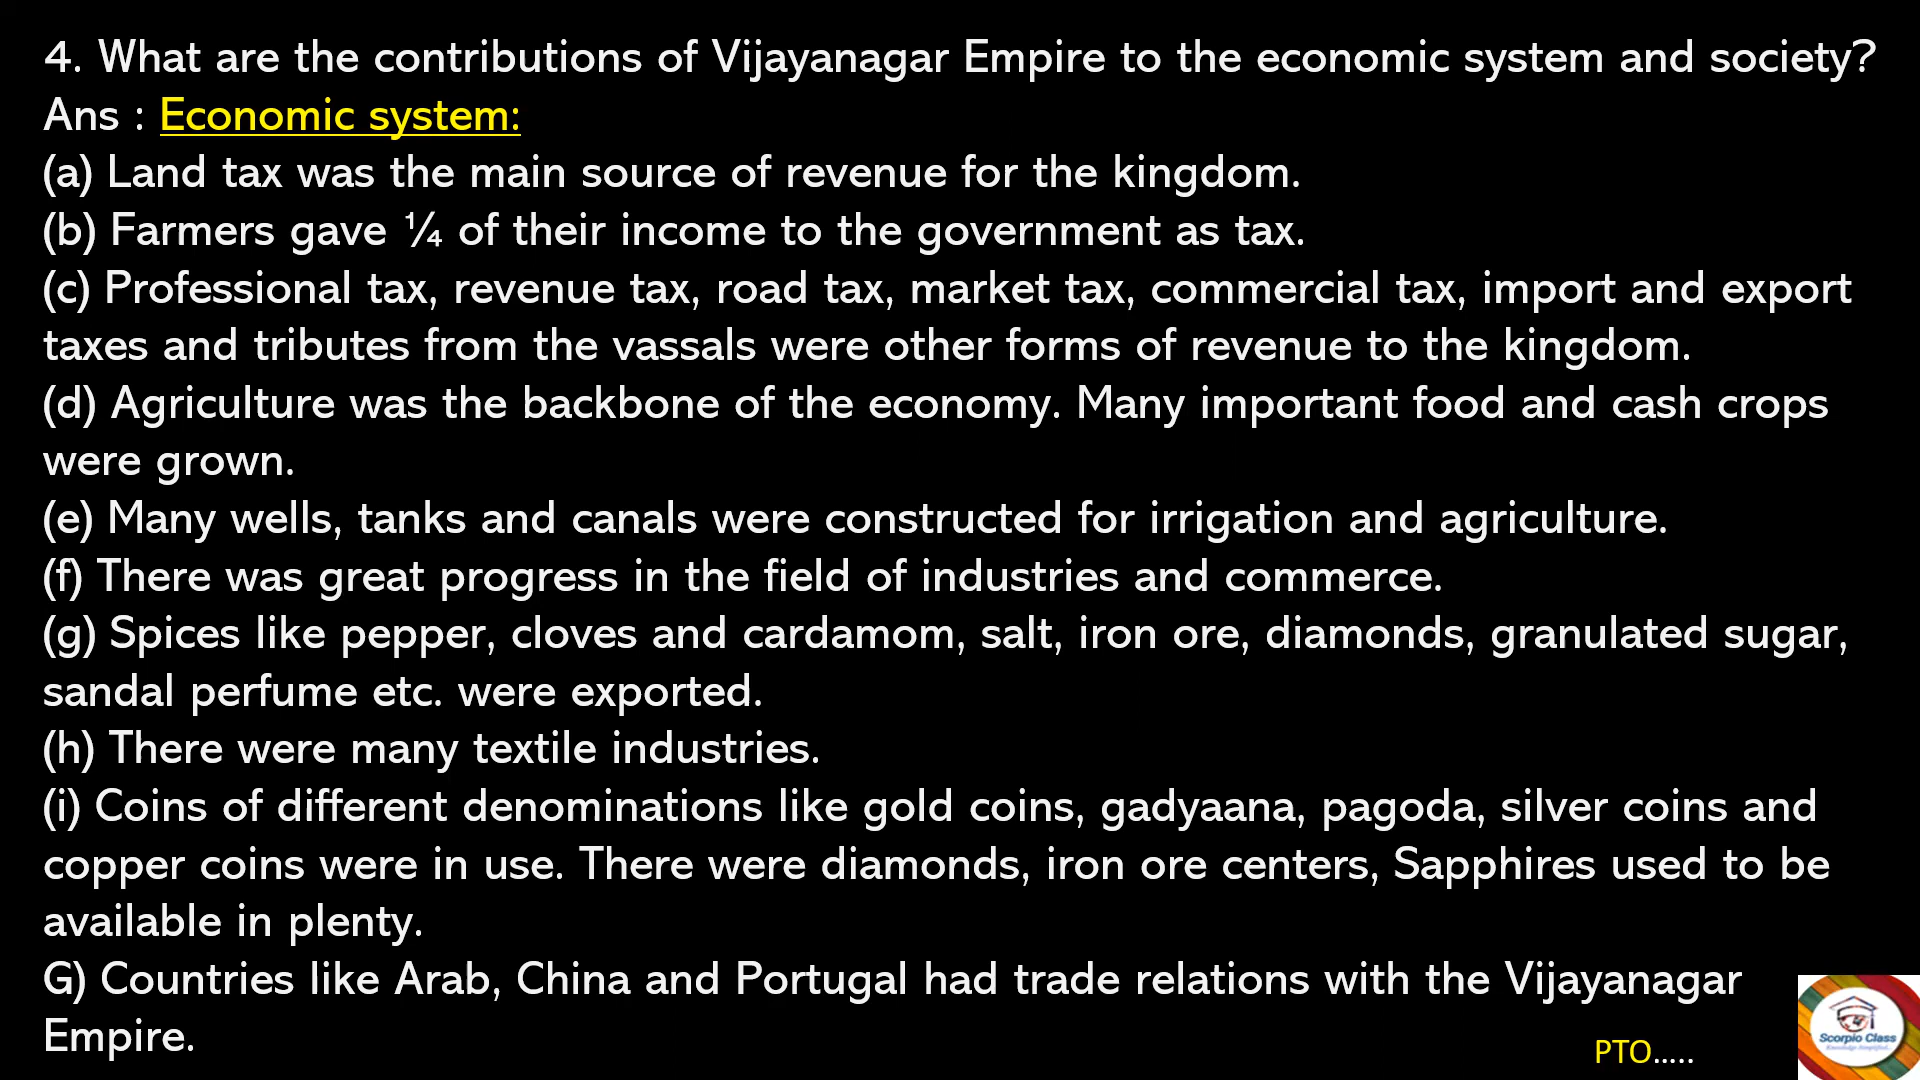 4. What are the contributions of Vijayanagar Empire to the economic system and society?
Ans : Economic system:
(a) Land tax was the main source of revenue for the kingdom.
(b) Farmers gave ¼ of their income to the government as tax.
(c) Professional tax, revenue tax, road tax, market tax, commercial tax, import and export
taxes and tributes from the vassals were other forms of revenue to the kingdom.
(d) Agriculture was the backbone of the economy. Many important food and cash crops
were grown.
(e) Many wells, tanks and canals were constructed for irrigation and agriculture.
(f) There was great progress in the field of industries and commerce.
(g) Spices like pepper, cloves and cardamom, salt, iron ore, diamonds, granulated sugar,
sandal perfume etc. were exported.
(h) There were many textile industries.
(i) Coins of different denominations like gold coins, gadyaana, pagoda, silver coins and
copper coins were in use. There were diamonds, iron ore centers, Sapphires used to be
available in plenty.
G) Countries like Arab, China and Portugal had trade relations with the Vijayanagar
Empire.
PTO.....
Scorpio Class